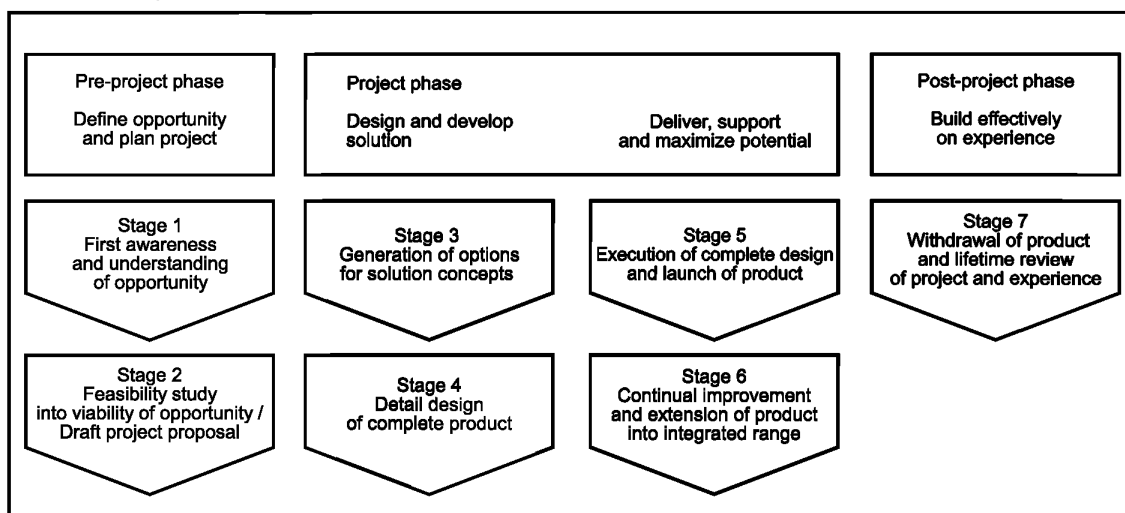 Pre-project phase
Define opportunity
and plan project
Project phase
Design and develop
solution
Deliver, support
and maximize potential
Post-project phase
Build effectively
on experience
Stage 1
First awareness
and understanding
of opportunity
Stage 2
Feasibility study
into viability of opportunity /
Draft project proposal
Stage 3
Generation of options
for solution concepts
Stage 4
Detail design
of complete product
Stage 5
Execution of complete design
and launch of product
Stage 6
Continual improvement
and extension of product
into integrated range
Stage 7
Withdrawal of product
and lifetime review
of project and experience